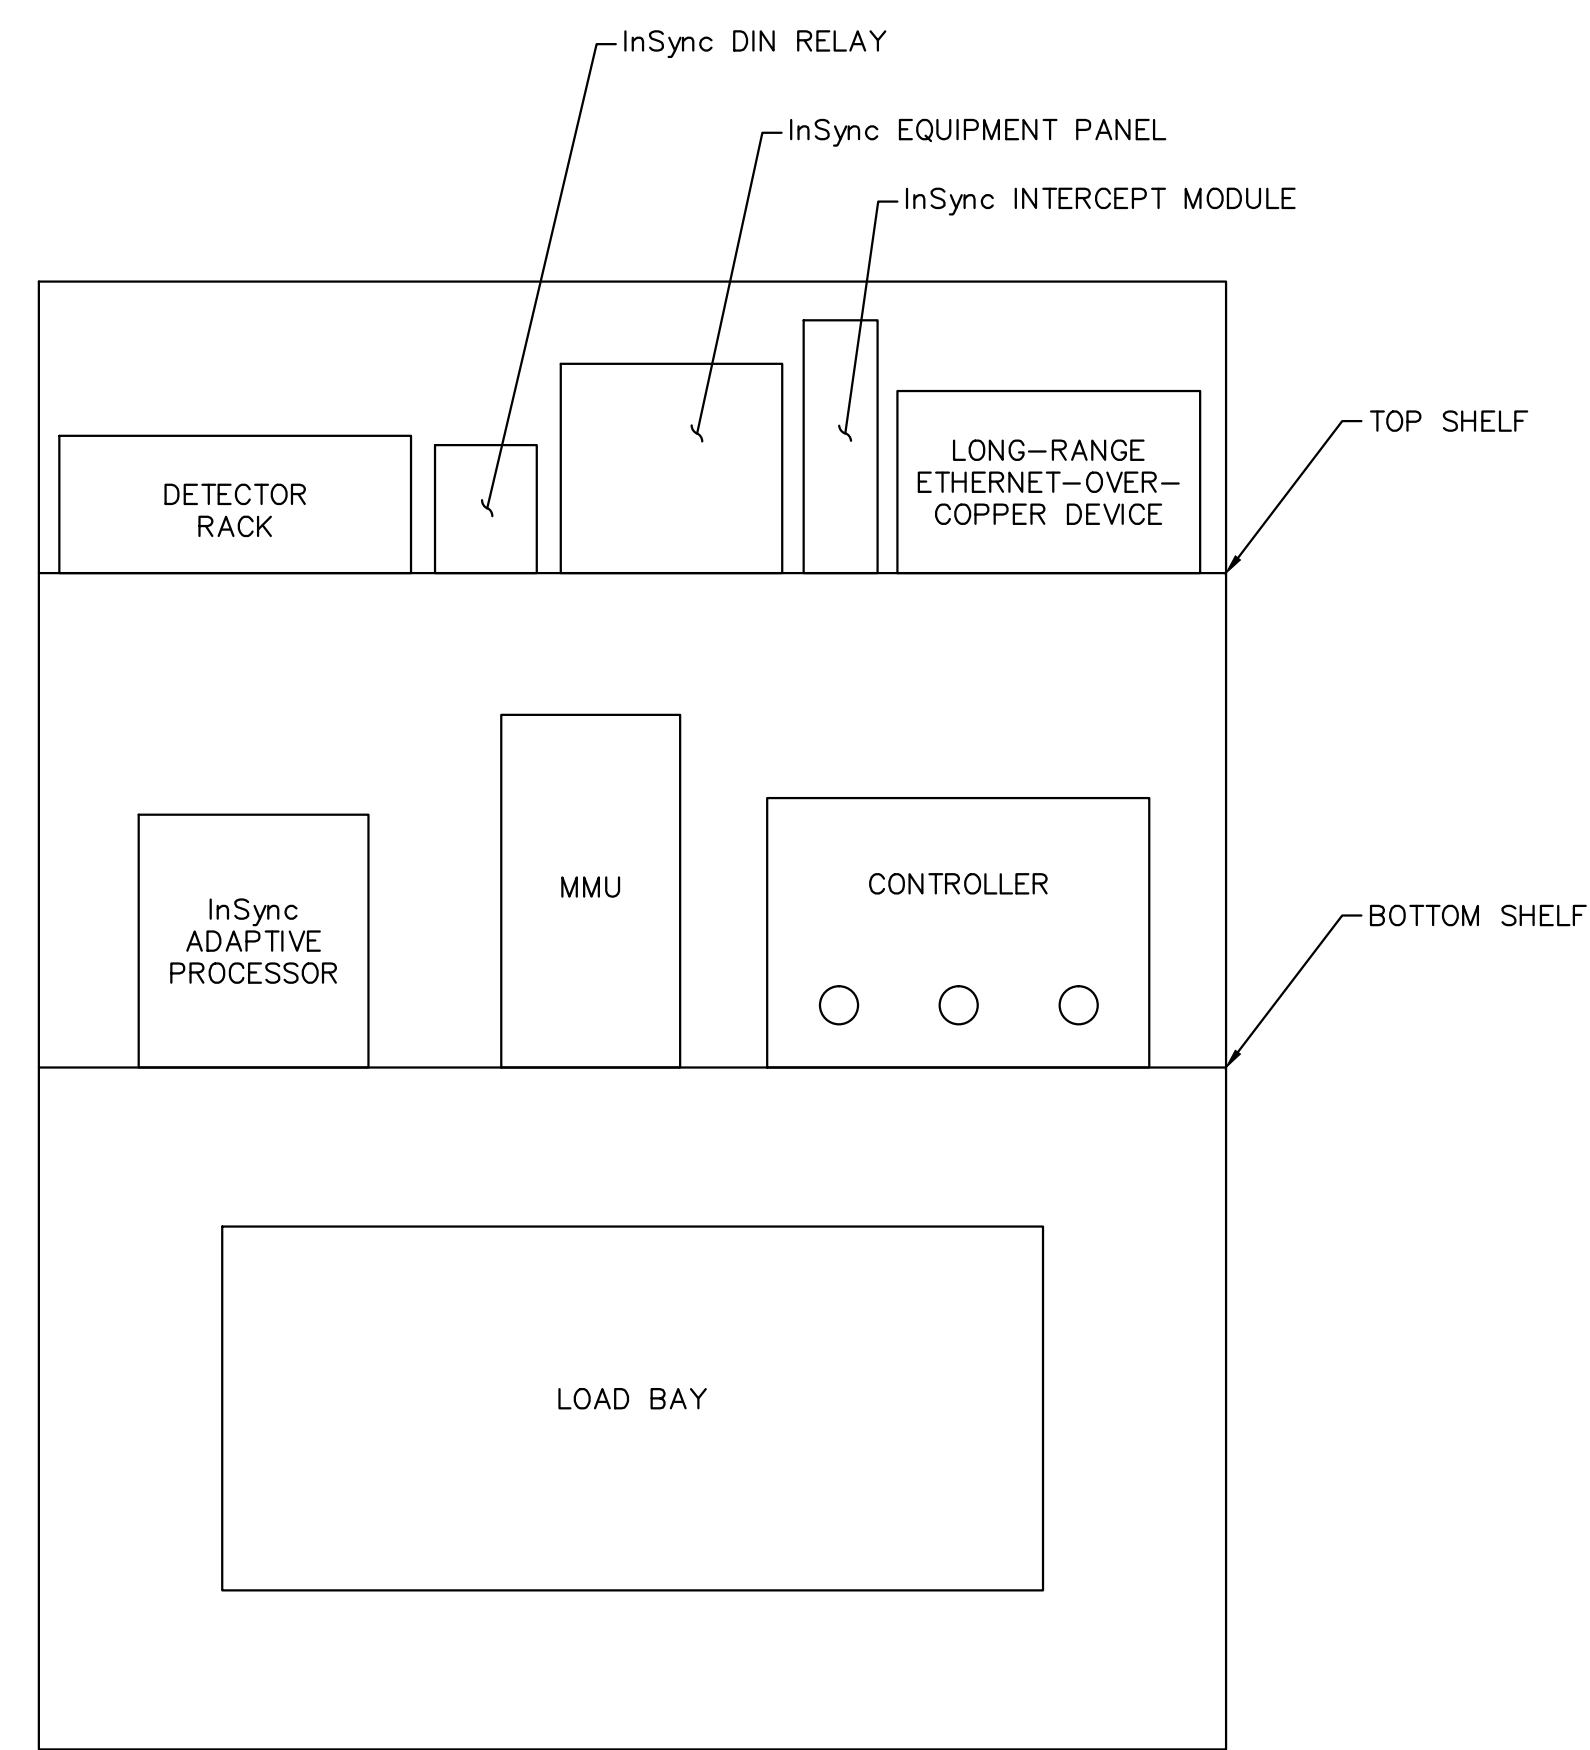 InSync DIN RELAY
InSync EQUIPMENT PANEL
InSync INTERCEPT MODULE
TOP SHELF
LONG-RANGE
ETHERNET-OVER-
COPPER DEVICE
DETECTOR
RACK
MMU
CONTROLLER
InSync
ADAPTIVE
PROCESSOR
BOTTOM SHELF
LOAD BAY